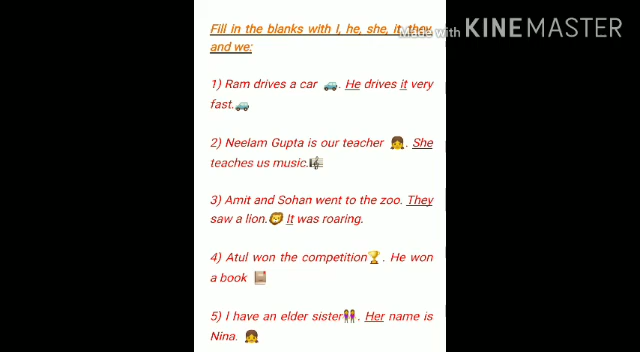 Fill in the blanks with I, he, she, it, they
Made with KINEMASTER
and we:
1) Ram drives a car 🚙. He drives it very
fast.🚙
2) Neelam Gupta is our teacher 👧. She
teaches us music.🎼
3) Amit and Sohan went to the zoo. They
saw a lion.🦁 It was roaring.
4) Atul won the competition🏆. He won
a book 📔
5) I have an elder sister👭. Her name is
Nina. 👧